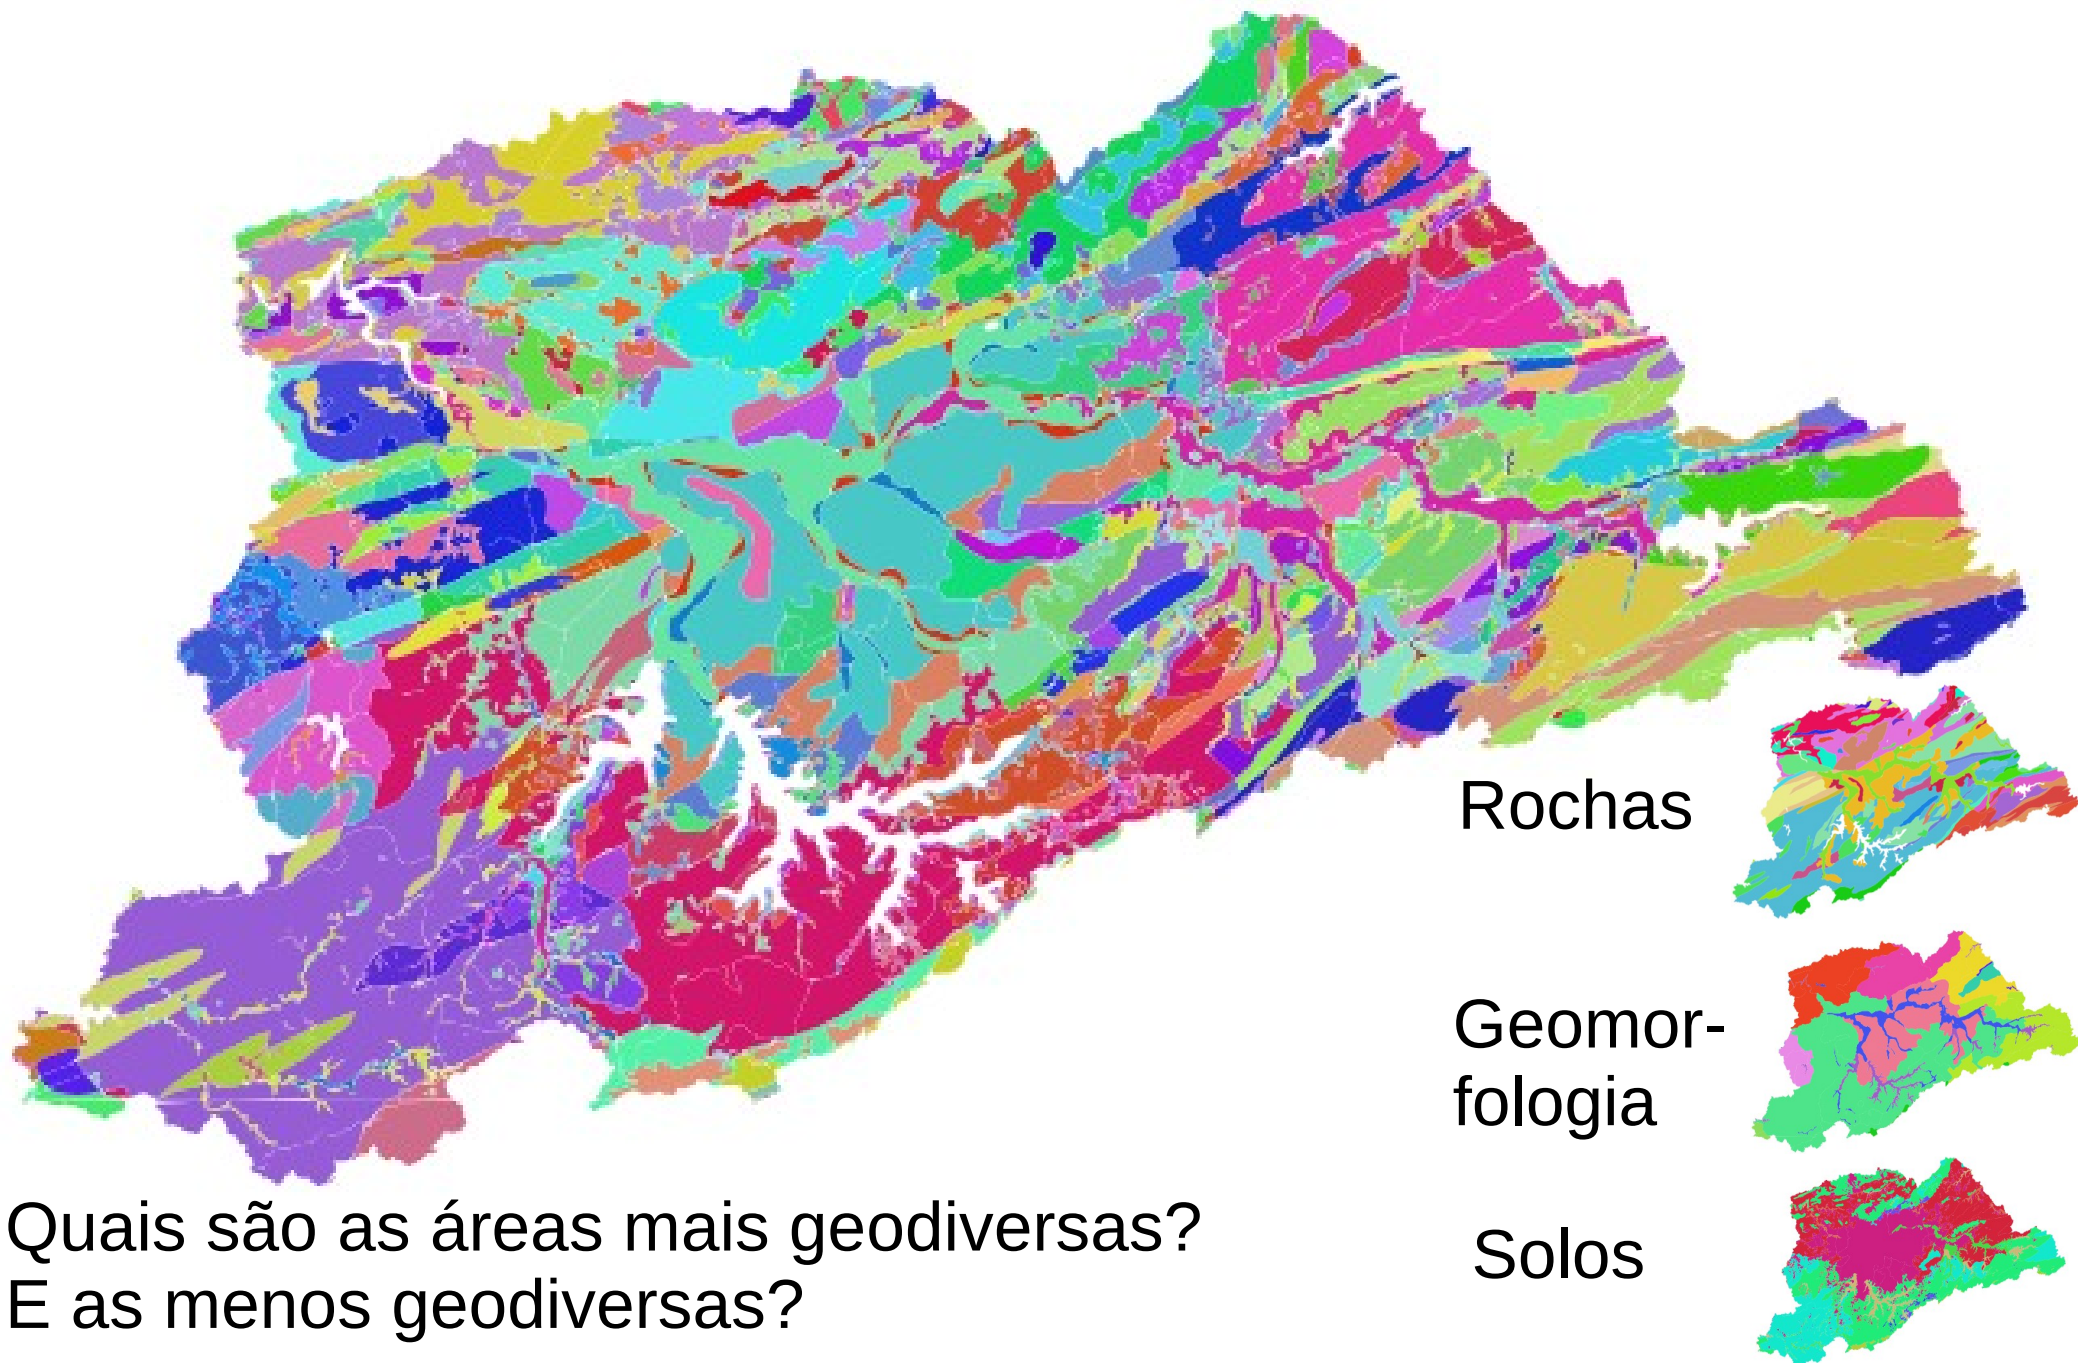 Rochas
Geomor-
fologia
Solos
Quais são as áreas mais geodiversas?
E as menos geodiversas?